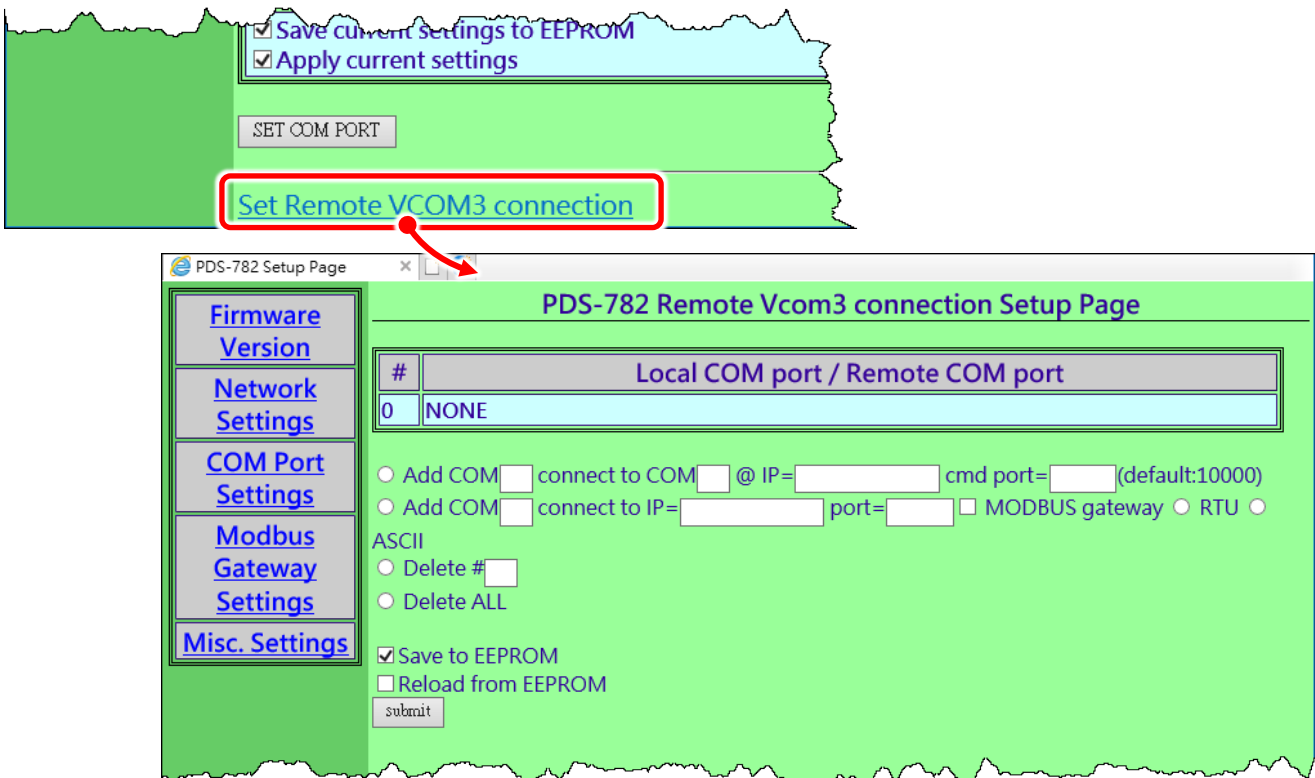 Save current settings to EEPROM
Apply current settings
SET COM PORT
Set Remote VCOM3 connection
PDS-782 Setup Page
Firmware
Version
Network
Settings
COM Port
Settings
Modbus
Gateway
Settings
Misc. Settings
PDS-782 Remote Vcom3 connection Setup Page
# Local COM port / Remote COM port
0 NONE
Add COM connect to COM @ IP= cmd port= (default:10000)
Add COM connect to IP= port= MODBUS gateway RTU
ASCII
Delete #
Delete ALL
Save to EEPROM
Reload from EEPROM
submit